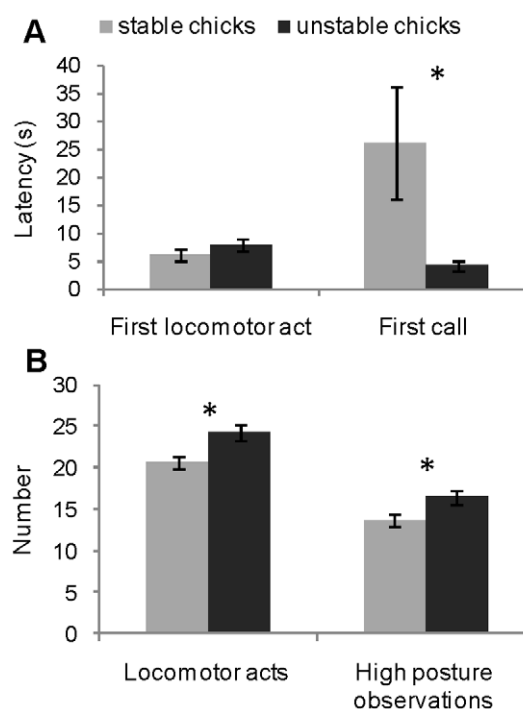 A
stable chicks unstable chicks
Latency (s)
40
35
30
25
20
15
10
5
0
*
First locomotor act First call
B
Number
30
25
20
15
10
5
0
*
*
Locomotor acts High posture
observations